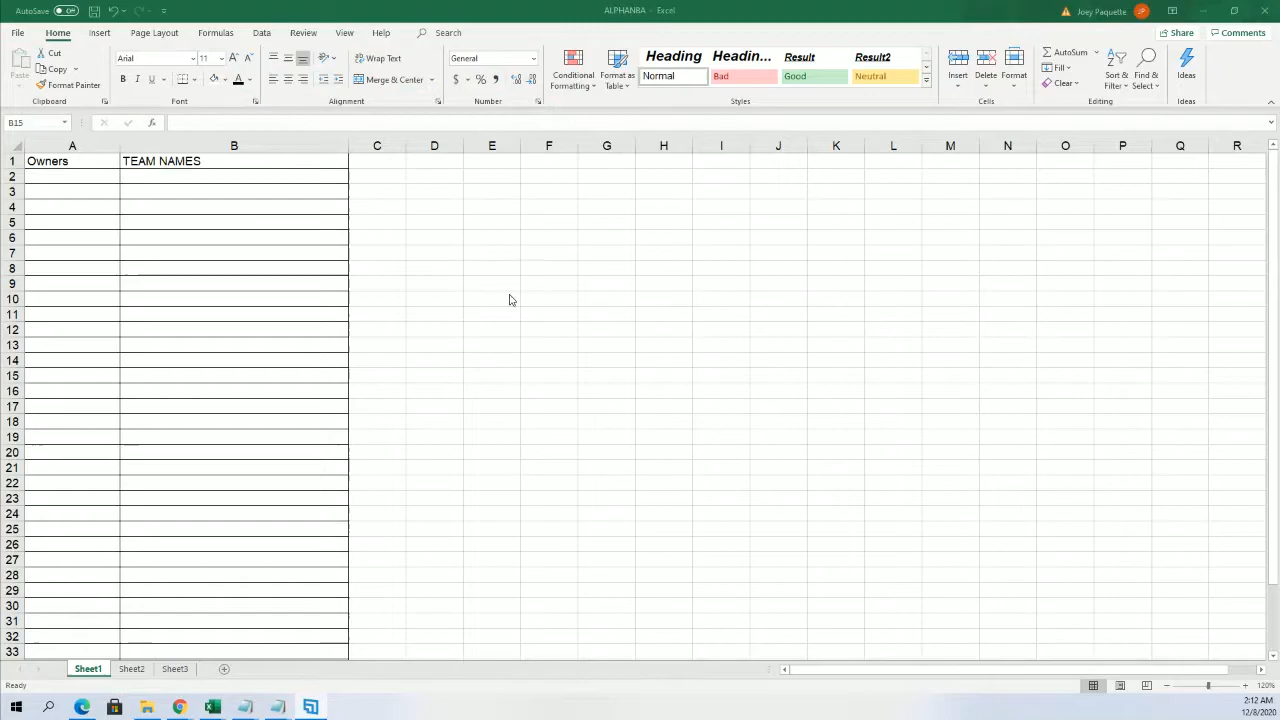 AutoSave Off ALPHANBA - Excel Joey Paquette JP
File Home Insert Page Layout Formulas Data Review View Help Search Share Comments
Paste Cut Copy Format Painter Clipboard
Arial 11 B I U A Font
Wrap Text Merge & Center Alignment
General $ % , Number
Conditional Formatting Format as Table
Heading Headin... Result Result2
Normal Bad Good Neutral
Styles
Insert Delete Format Cells
AutoSum Fill Clear Sort & Filter Find & Select Editing
Ideas Ideas
B15 fx
A B C D E F G H I J K L M N O P Q R
1 Owners TEAM NAMES
2
3
4
5
6
7
8
9
10
11
12
13
14
15
16
17
18
19
20
21
22
23
24
25
26
27
28
29
30
31
32
33
Sheet1 Sheet2 Sheet3
Ready 120%
2:12 AM
12/8/2020